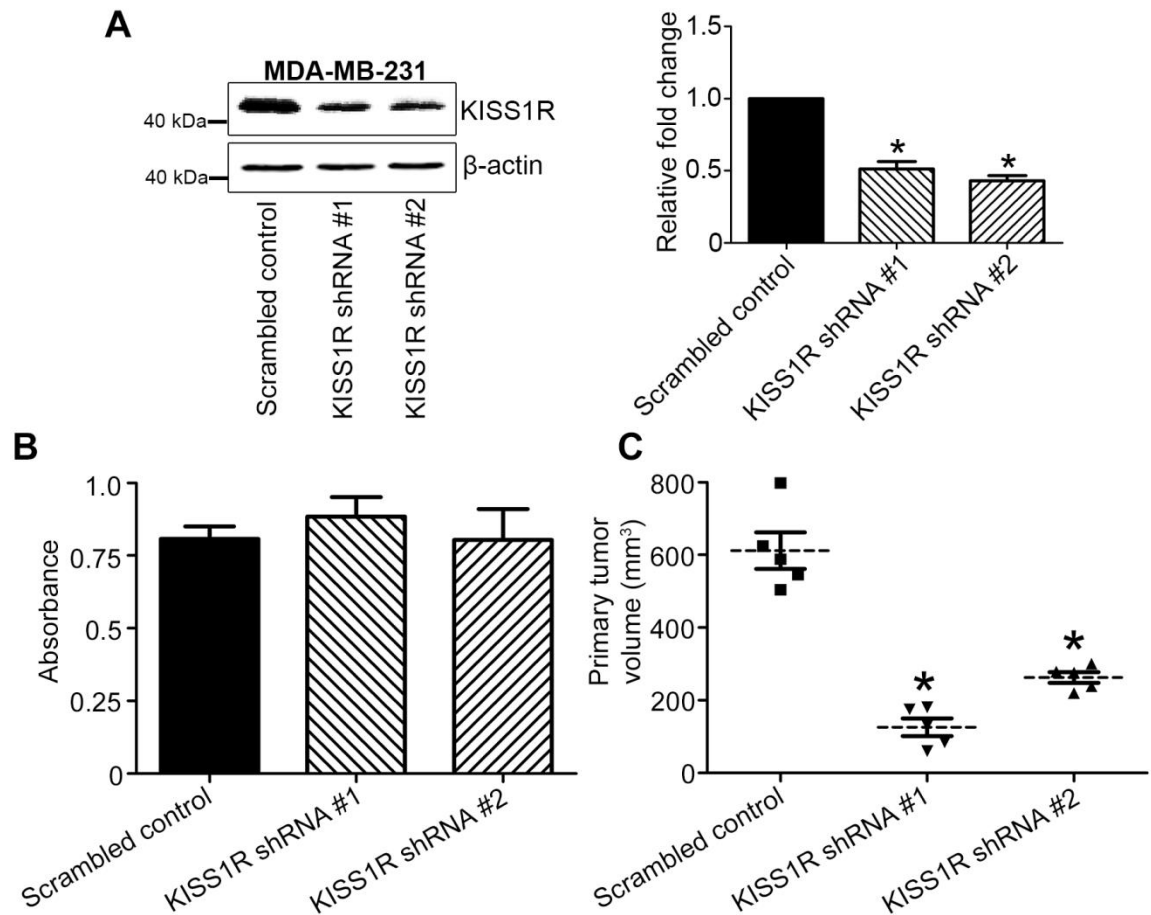 A
MDA-MB-231
40 kDa
KISS1R
40 kDa
β-actin
Scrambled control
KISS1R shRNA #1
KISS1R shRNA #2
Relative fold change
1.5
1.0
*
*
0.5
0
Scrambled control
KISS1R shRNA #1
KISS1R shRNA #2
B
Absorbance
1.0
0.75
0.5
0.25
0
Scrambled control
KISS1R shRNA #1
KISS1R shRNA #2
C
Primary tumor
volume (mm³)
800
600
400
200
0
*
*
Scrambled control
KISS1R shRNA #1
KISS1R shRNA #2